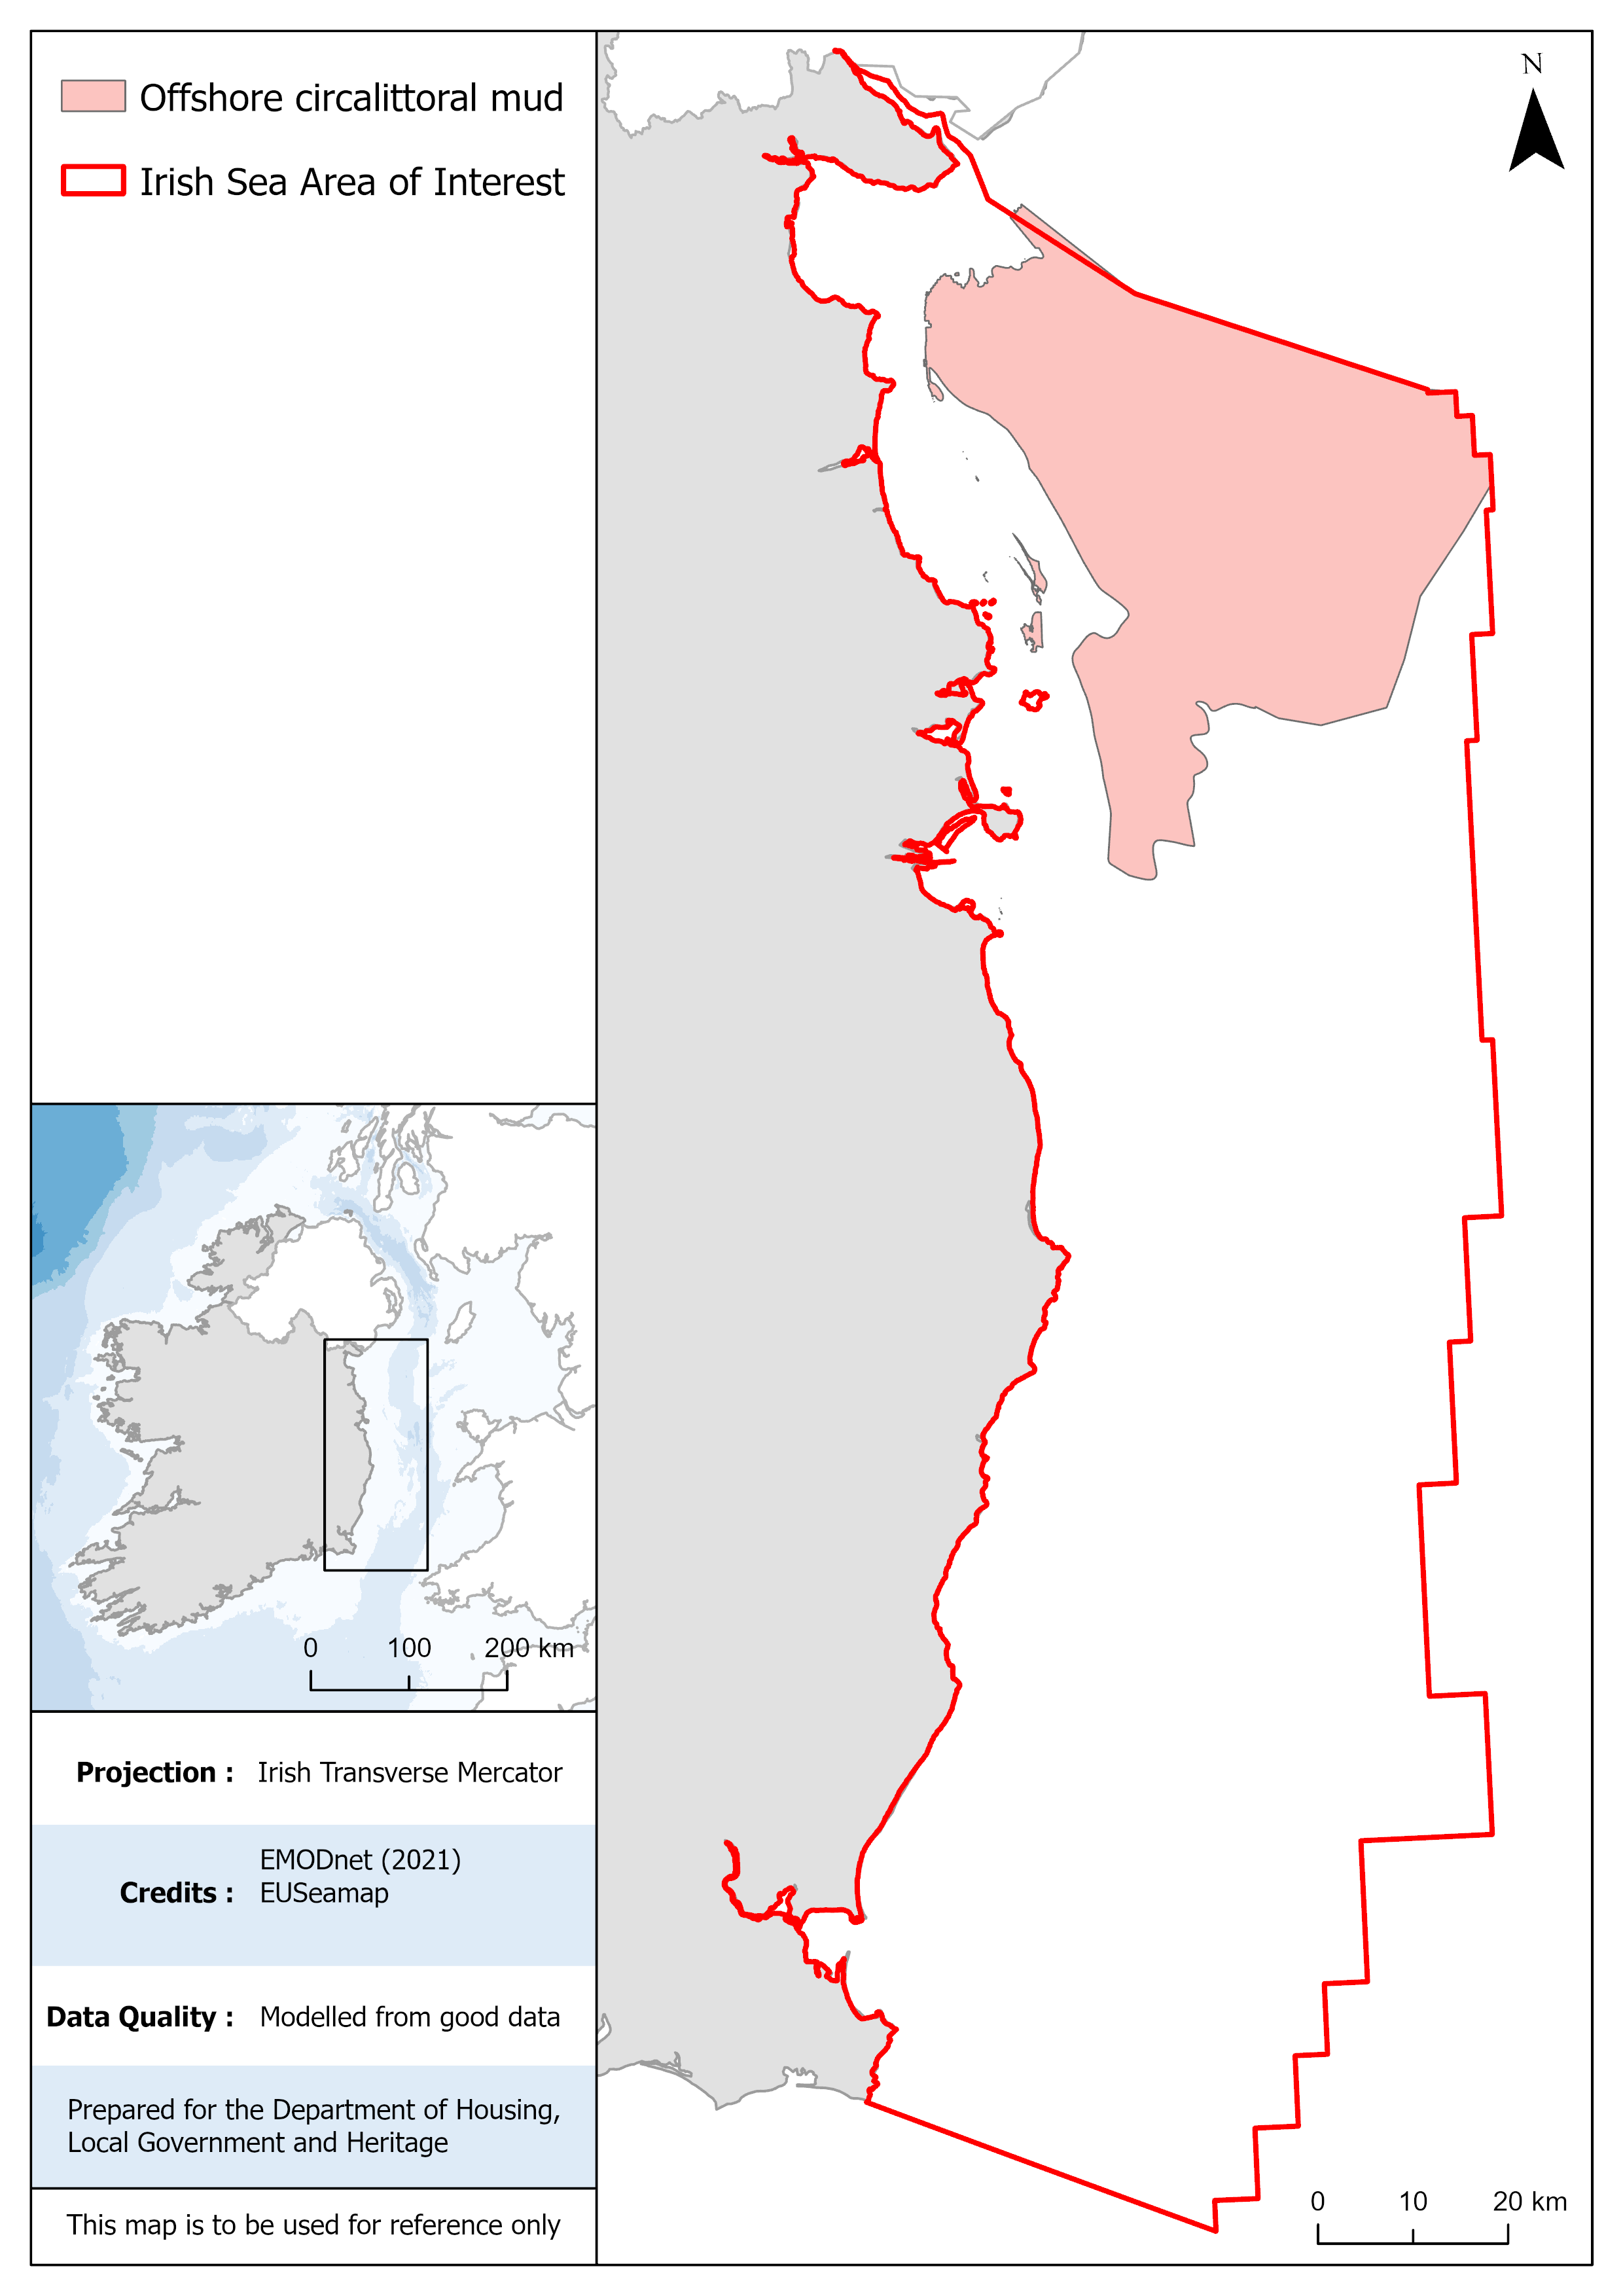 Offshore circalittoral mud
Irish Sea Area of Interest
N
0 100 200 km
Projection : Irish Transverse Mercator
EMODnet (2021)
Credits : EUSeamap
Data Quality : Modelled from good data
Prepared for the Department of Housing,
Local Government and Heritage
This map is to be used for reference only
0 10 20 km